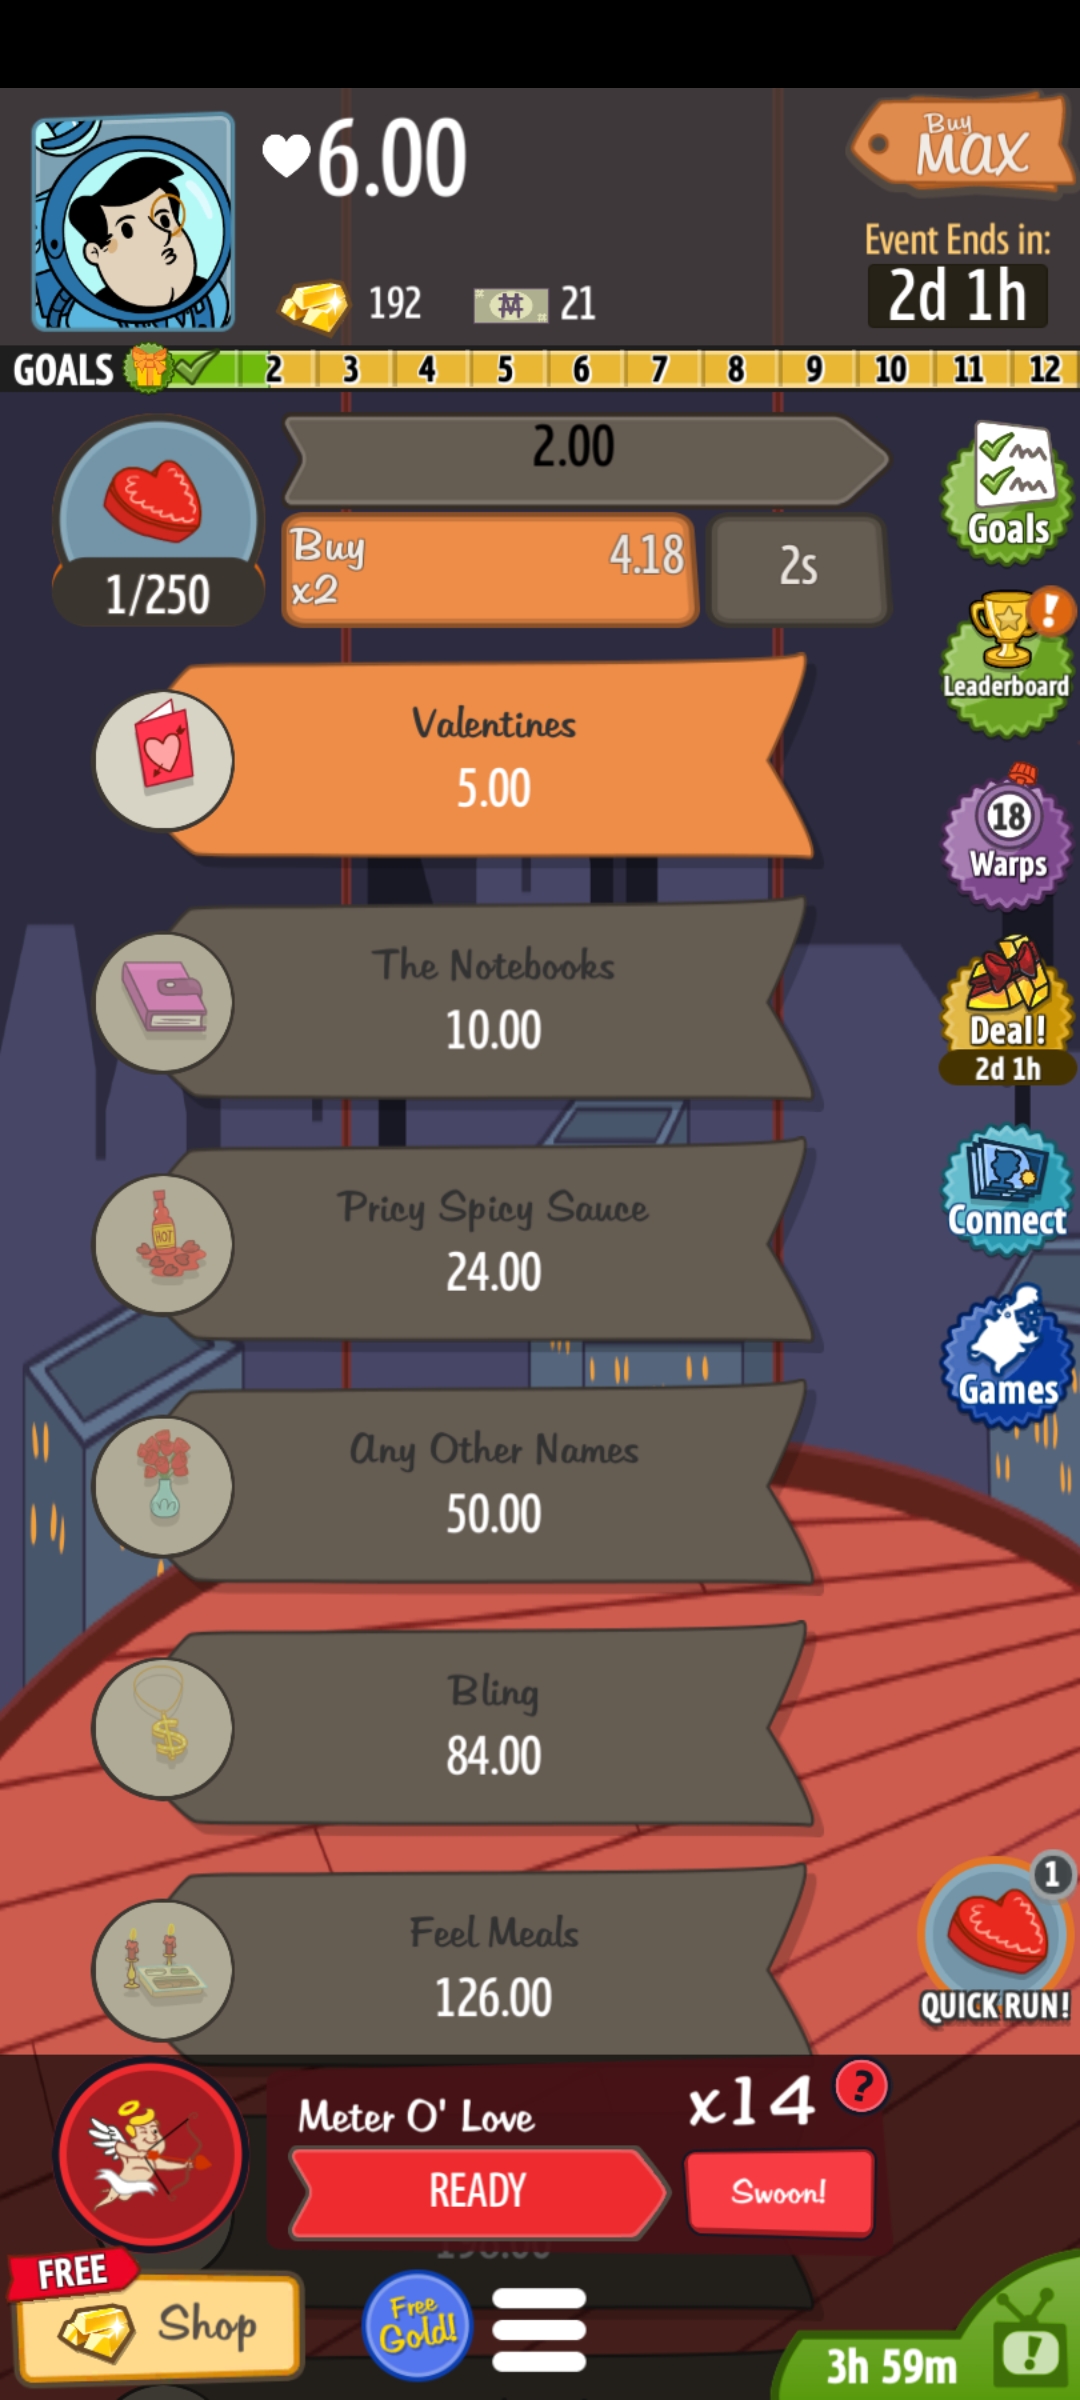 6.00
Buy
MAX
Event Ends in:
2d 1h
192
21
GOALS 2 3 4 5 6 7 8 9 10 11 12
2.00
Buy
x2
4.18
2s
1/250
Goals
Leaderboard
!
Valentines
5.00
18
Warps
The Notebooks
10.00
Deal!
2d 1h
Pricy Spicy Sauce
24.00
HOT
Connect
Games
Any Other Names
50.00
Bling
84.00
$
Feel Meals
126.00
1
QUICK RUN!
Meter O' Love
x14
?
READY
Swoon!
FREE
Shop
Free
Gold!
3h 59m
!